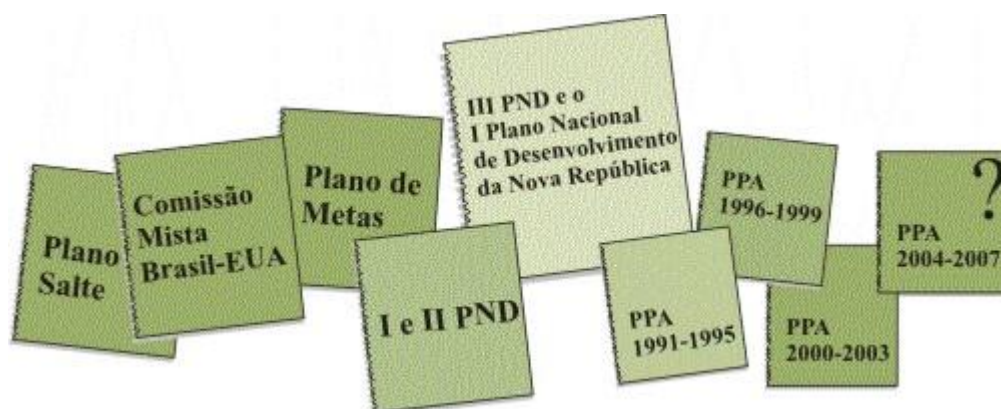 Plano
Salte
Comissão
Mista
Brasil-EUA
Plano de
Metas
I e II PND
III PND e o
I Plano Nacional
de Desenvolvimento
da Nova República
PPA
1991-1995
PPA
1996-1999
PPA
2000-2003
?
PPA
2004-2007